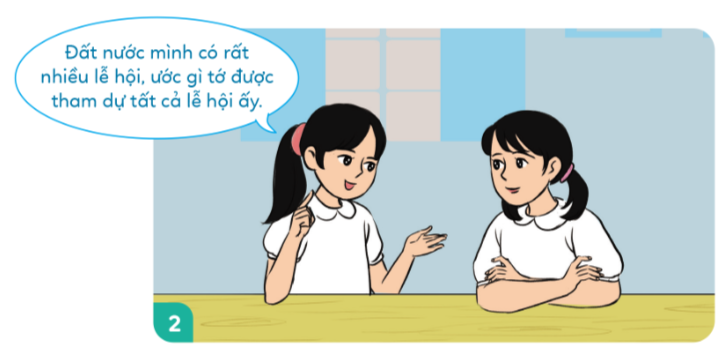 Đất nước mình có rất
nhiều lễ hội, ước gì tớ được
tham dự tất cả lễ hội ấy.
2